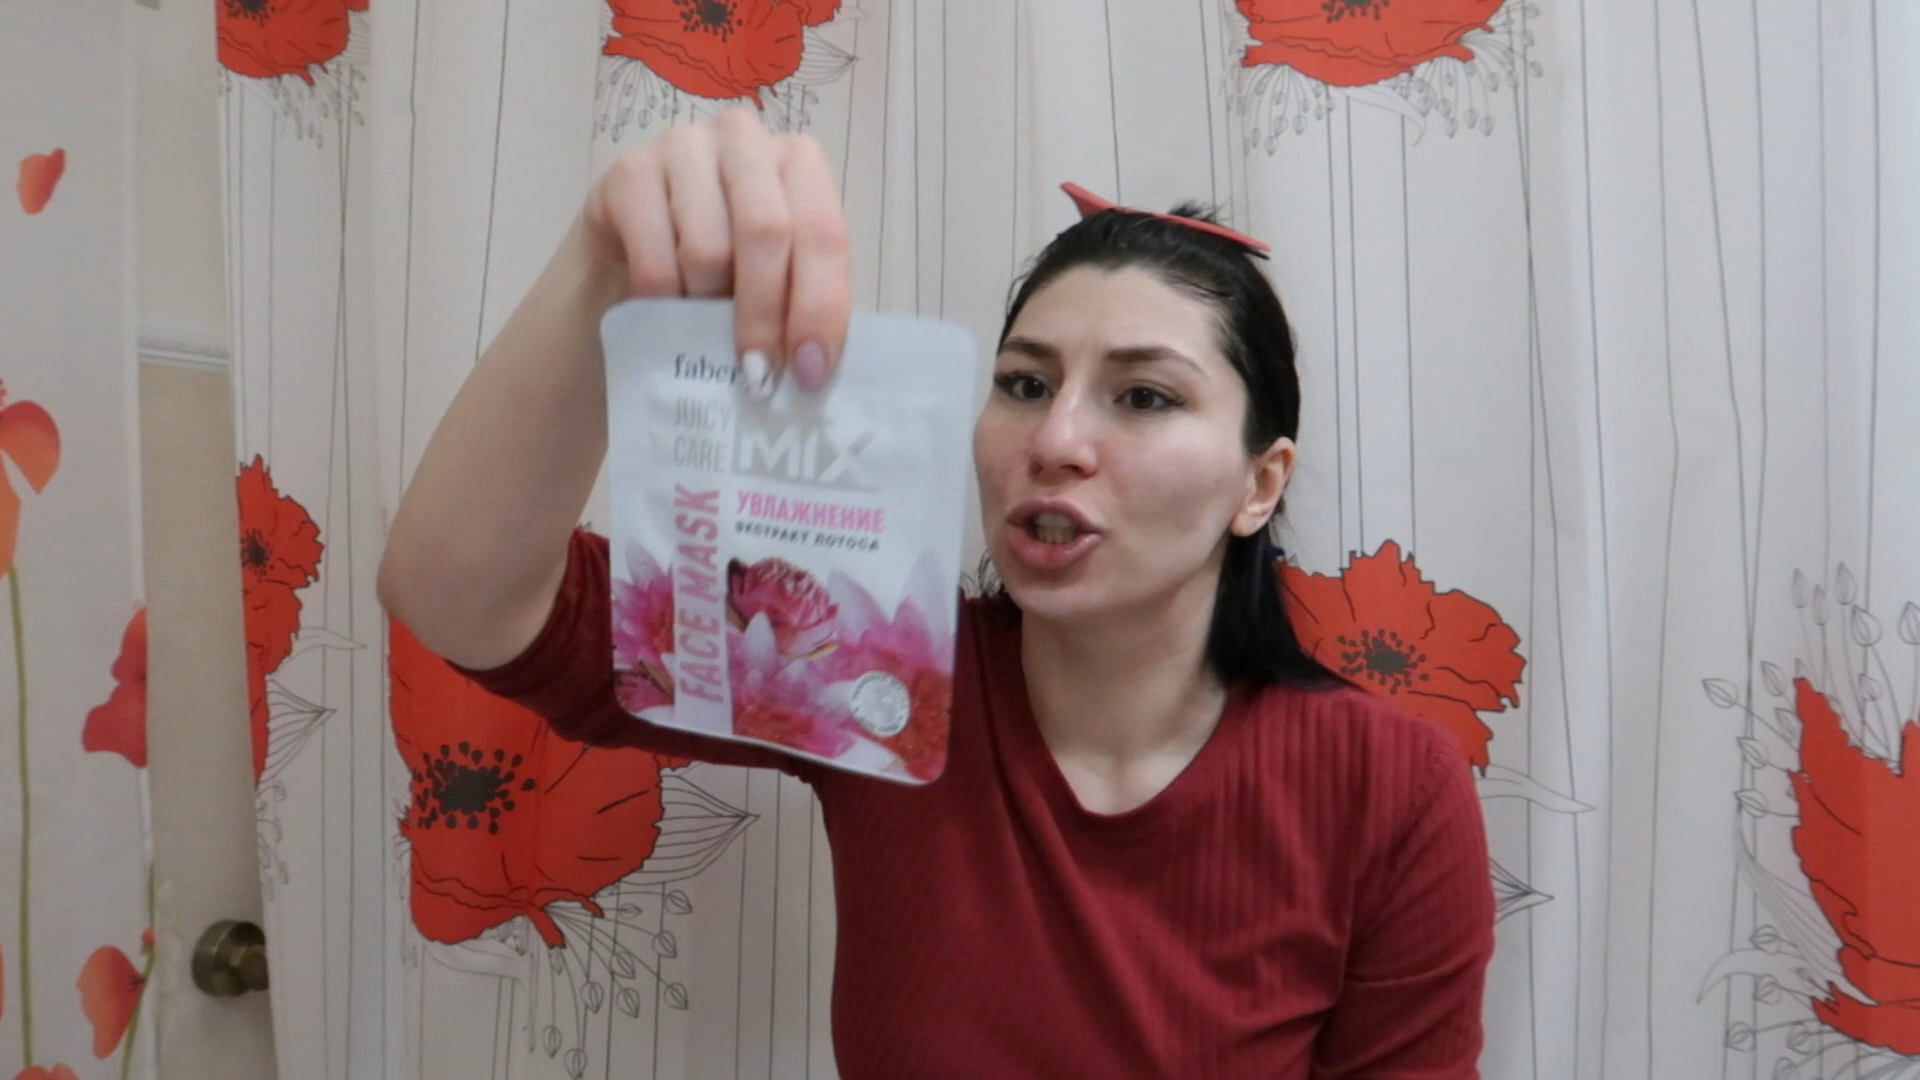 faber
JUICY
CARE
MIX
FACE MASK
УВЛАЖНЕНИЕ
ЭКСТРАКТ ЛОТОСА